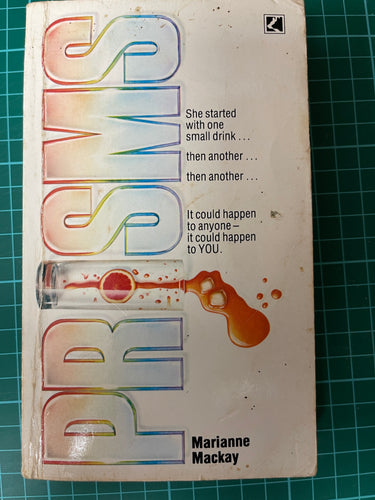 PRISMS
She started
with one
small drink . . .
then another . . .
then another . . .
It could happen
to anyone –
it could happen
to YOU.
Marianne
Mackay